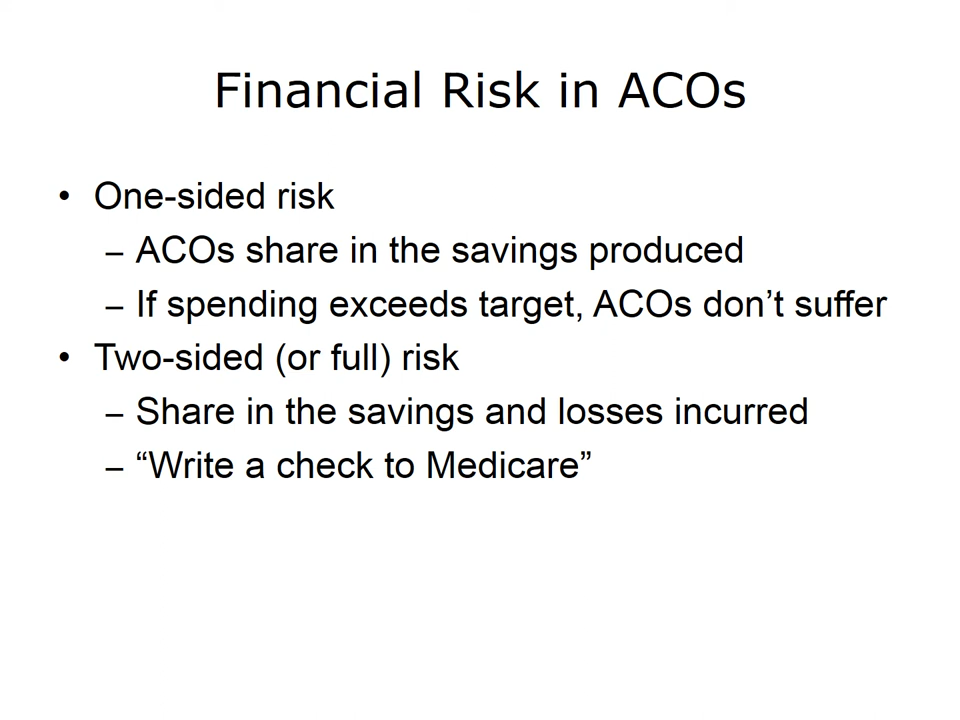 Financial Risk in ACOs
• One-sided risk
– ACOs share in the savings produced
– If spending exceeds target, ACOs don’t suffer
• Two-sided (or full) risk
– Share in the savings and losses incurred
– “Write a check to Medicare”